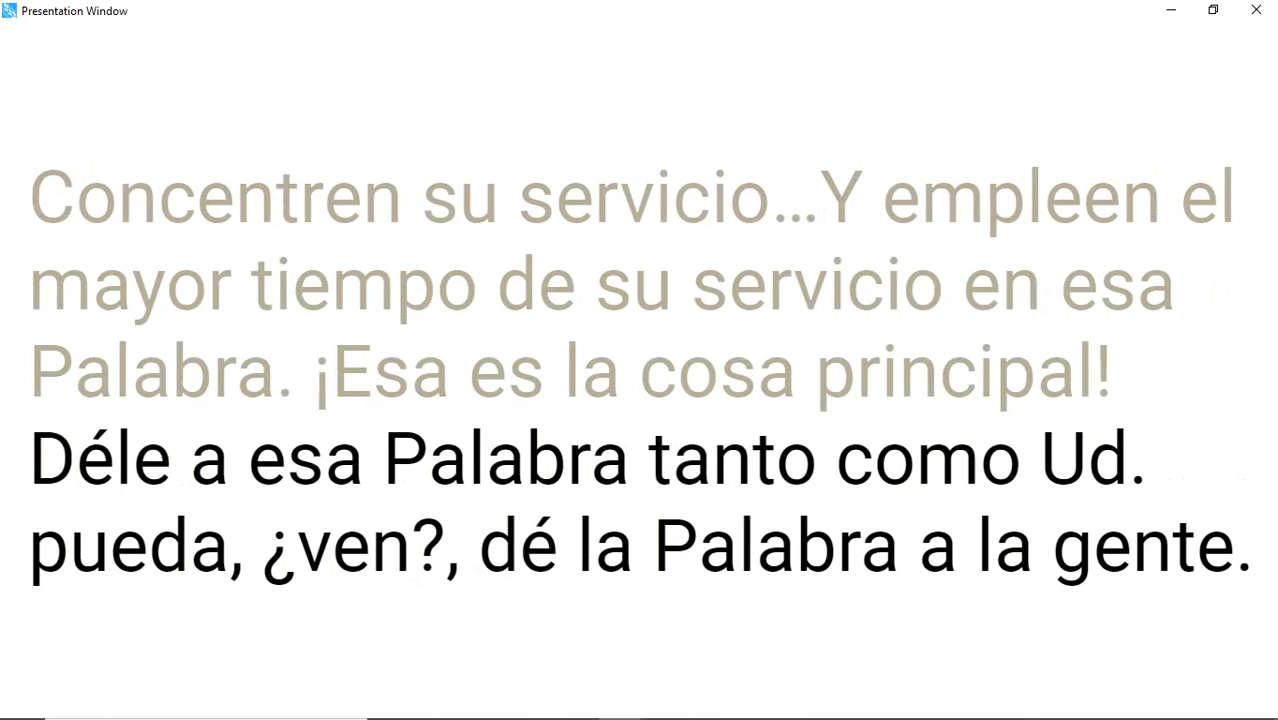 Presentation Window
Concentren su servicio...Y empleen el
mayor tiempo de su servicio en esa
Palabra. ¡Esa es la cosa principal!
Déle a esa Palabra tanto como Ud.
pueda, ¿ven?, dé la Palabra a la gente.